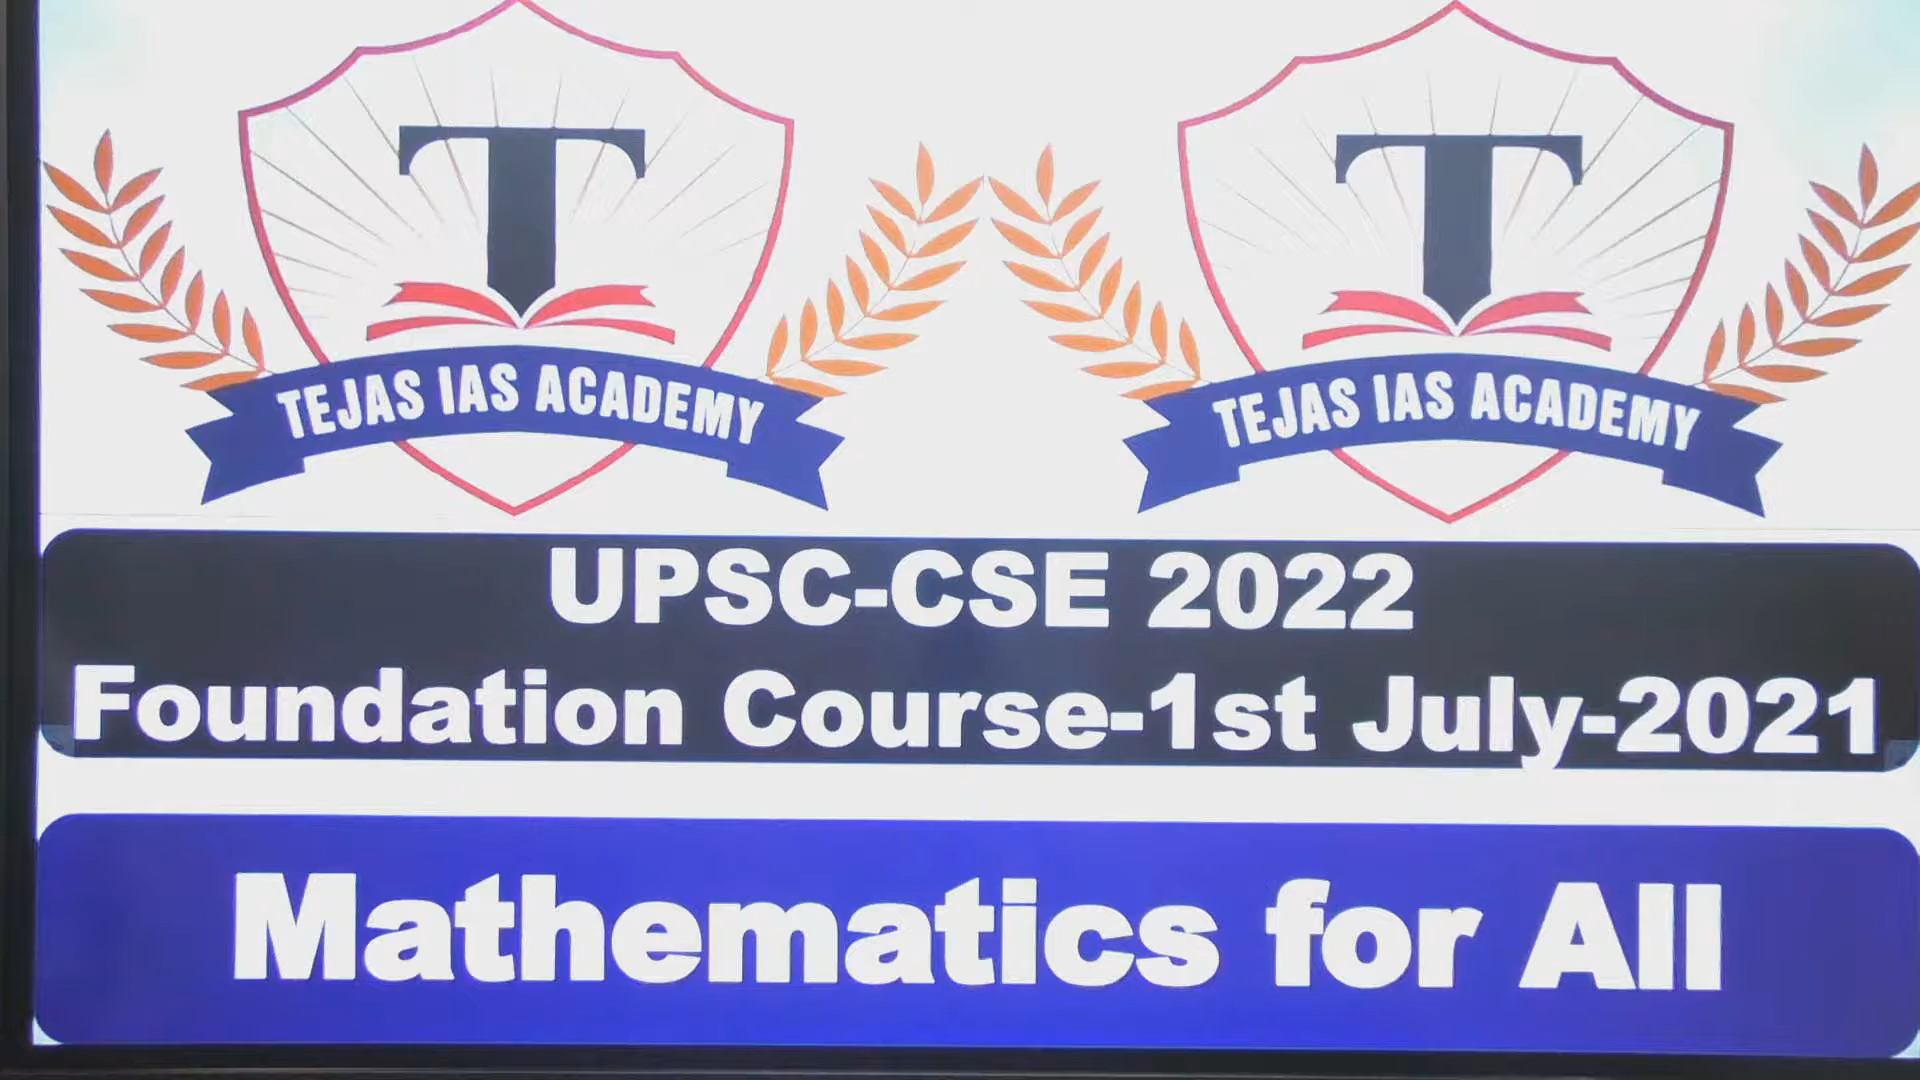 T
TEJAS IAS ACADEMY
T
TEJAS IAS ACADEMY
UPSC-CSE 2022
Foundation Course-1st July-2021
Mathematics for All